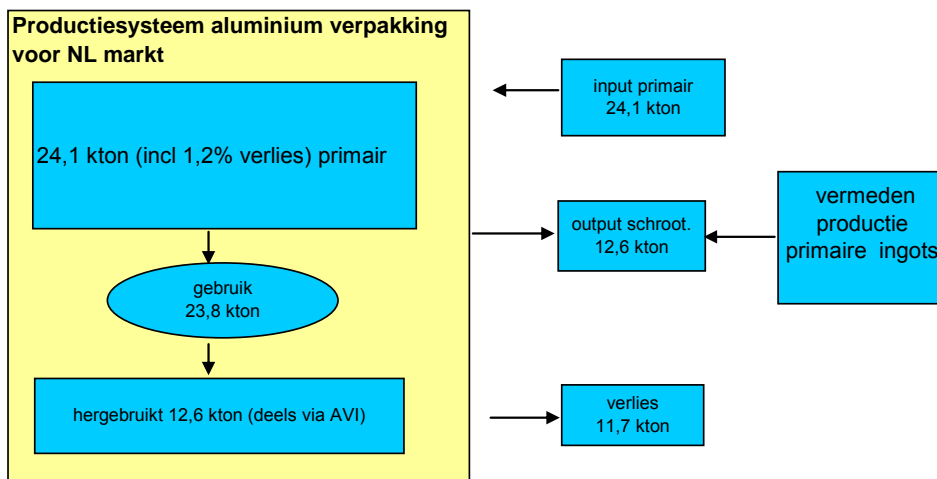 Productiesysteem aluminium verpakking
voor NL markt
24,1 kton (incl 1,2% verlies) primair
gebruik
23,8 kton
hergebruikt 12,6 kton (deels via AVI)
input primair
24,1 kton
output schroot.
12,6 kton
verlies
11,7 kton
vermeden
productie
primaire ingots